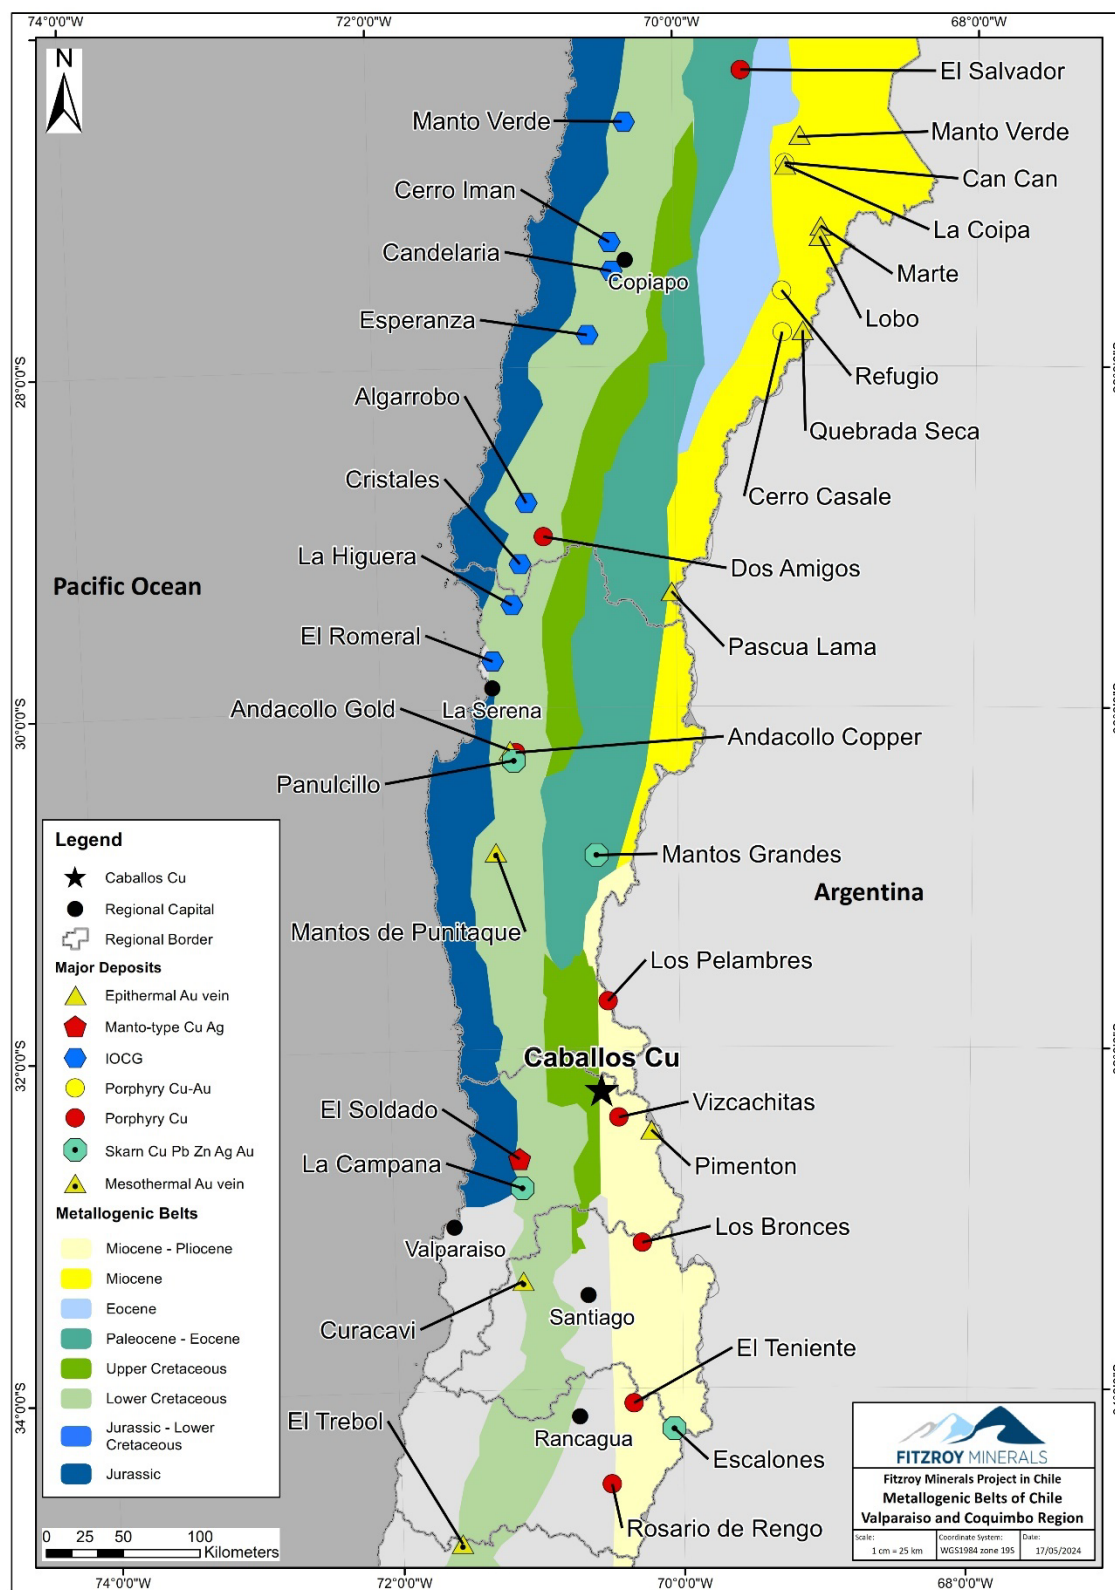 74°0'0"W
72°0'0"W
70°0'0"W
68°0'0"W
N
El Salvador
Manto Verde
Manto Verde
Can Can
Cerro Iman
La Coipa
Candelaria
Marte
Copiapo
Esperanza
Lobo
28°0'0"S
Refugio
Algarrobo
Quebrada Seca
Cristales
Cerro Casale
La Higuera
Dos Amigos
Pacific Ocean
El Romeral
Pascua Lama
Andacollo Gold
La Serena
30°0'0"S
Andacollo Copper
Panulcillo
Mantos Grandes
Argentina
Mantos de Punitaque
Los Pelambres
Caballos Cu
32°0'0"S
El Soldado
Vizcachitas
La Campana
Pimenton
Los Bronces
Valparaiso
Santiago
Curacavi
El Teniente
34°0'0"S
El Trebol
Rancagua
Escalones
Rosario de Rengo
Legend
Caballos Cu
Regional Capital
Regional Border
Major Deposits
Epithermal Au vein
Manto-type Cu Ag
IOCG
Porphyry Cu-Au
Porphyry Cu
Skarn Cu Pb Zn Ag Au
Mesothermal Au vein
Metallogenic Belts
Miocene - Pliocene
Miocene
Eocene
Paleocene - Eocene
Upper Cretaceous
Lower Cretaceous
Jurassic - Lower
Cretaceous
Jurassic
0 25 50 100
Kilometers
FITZROY MINERALS
Fitzroy Minerals Project in Chile
Metallogenic Belts of Chile
Valparaiso and Coquimbo Region
Scale: Coordinate System: Date:
1 cm = 25 km WGS1984 zone 19S 17/05/2024
74°0'0"W
72°0'0"W
70°0'0"W
68°0'0"W